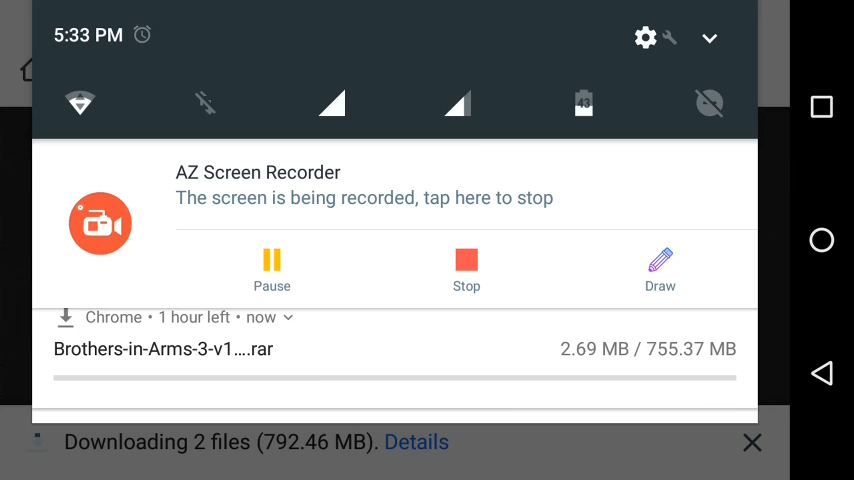 5:33 PM
43
AZ Screen Recorder
The screen is being recorded, tap here to stop
Pause
Stop
Draw
Chrome • 1 hour left • now
Brothers-in-Arms-3-v1....rar
2.69 MB / 755.37 MB
Downloading 2 files (792.46 MB). Details